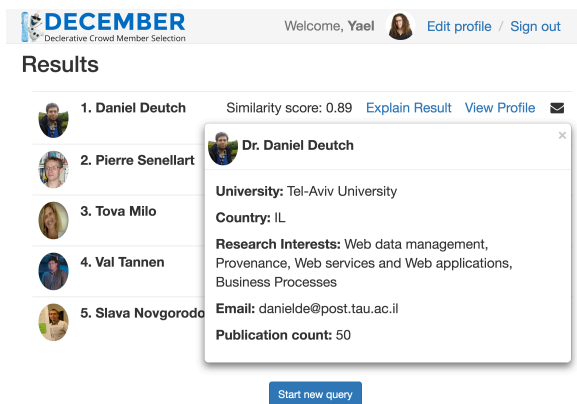 DECEMBER
Declerative Crowd Member Selection
Welcome, Yael Edit profile / Sign out
Results
1. Daniel Deutch Similarity score: 0.89 Explain Result View Profile
Dr. Daniel Deutch ×
2. Pierre Senellart
University: Tel-Aviv University
3. Tova Milo
Country: IL
Research Interests: Web data management,
Provenance, Web services and Web applications,
Business Processes
4. Val Tannen
Email: danielde@post.tau.ac.il
5. Slava Novgorodo
Publication count: 50
Start new query